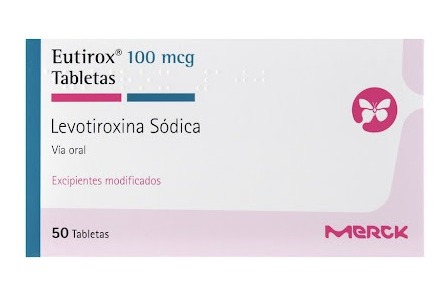 Eutirox® 100 mcg
Tabletas
Levotiroxina Sódica
Vía oral
Excipientes modificados
50 Tabletas
MERCK